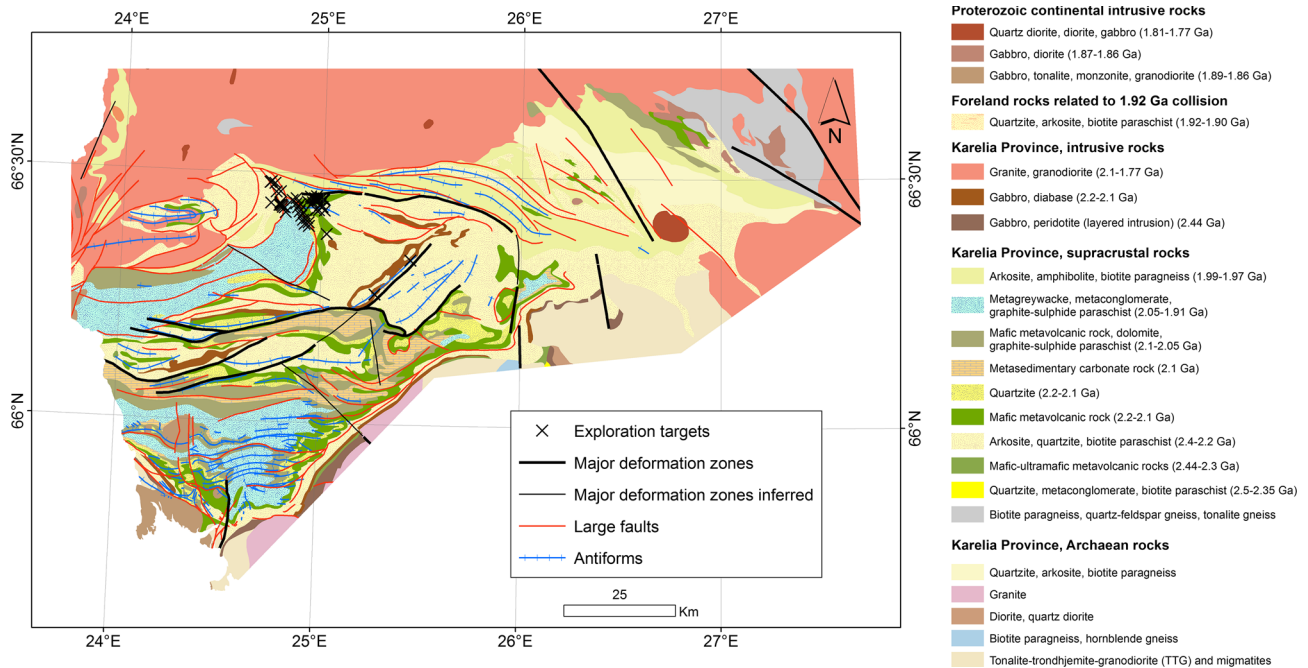 24°E 25°E 26°E 27°E
66°30'N 66°30'N
N
66°N 66°N
Exploration targets
Major deformation zones
Major deformation zones inferred
Large faults
Antiforms
25
Km
24°E 25°E 26°E 27°E
Proterozoic continental intrusive rocks
Quartz diorite, diorite, gabbro (1.81-1.77 Ga)
Gabbro, diorite (1.87-1.86 Ga)
Gabbro, tonalite, monzonite, granodiorite (1.89-1.86 Ga)
Foreland rocks related to 1.92 Ga collision
Quartzite, arkosite, biotite paraschist (1.92-1.90 Ga)
Karelia Province, intrusive rocks
Granite, granodiorite (2.1-1.77 Ga)
Gabbro, diabase (2.2-2.1 Ga)
Gabbro, peridotite (layered intrusion) (2.44 Ga)
Karelia Province, supracrustal rocks
Arkosite, amphibolite, biotite paragneiss (1.99-1.97 Ga)
Metagreywacke, metaconglomerate,
graphite-sulphide paraschist (2.05-1.91 Ga)
Mafic metavolcanic rock, dolomite,
graphite-sulphide paraschist (2.1-2.05 Ga)
Metasedimentary carbonate rock (2.1 Ga)
Quartzite (2.2-2.1 Ga)
Mafic metavolcanic rock (2.2-2.1 Ga)
Arkosite, quartzite, biotite paraschist (2.4-2.2 Ga)
Mafic-ultramafic metavolcanic rocks (2.44-2.3 Ga)
Quartzite, metaconglomerate, biotite paraschist (2.5-2.35 Ga)
Biotite paragneiss, quartz-feldspar gneiss, tonalite gneiss
Karelia Province, Archaean rocks
Quartzite, arkosite, biotite paragneiss
Granite
Diorite, quartz diorite
Biotite paragneiss, hornblende gneiss
Tonalite-trondhjemite-granodiorite (TTG) and migmatites